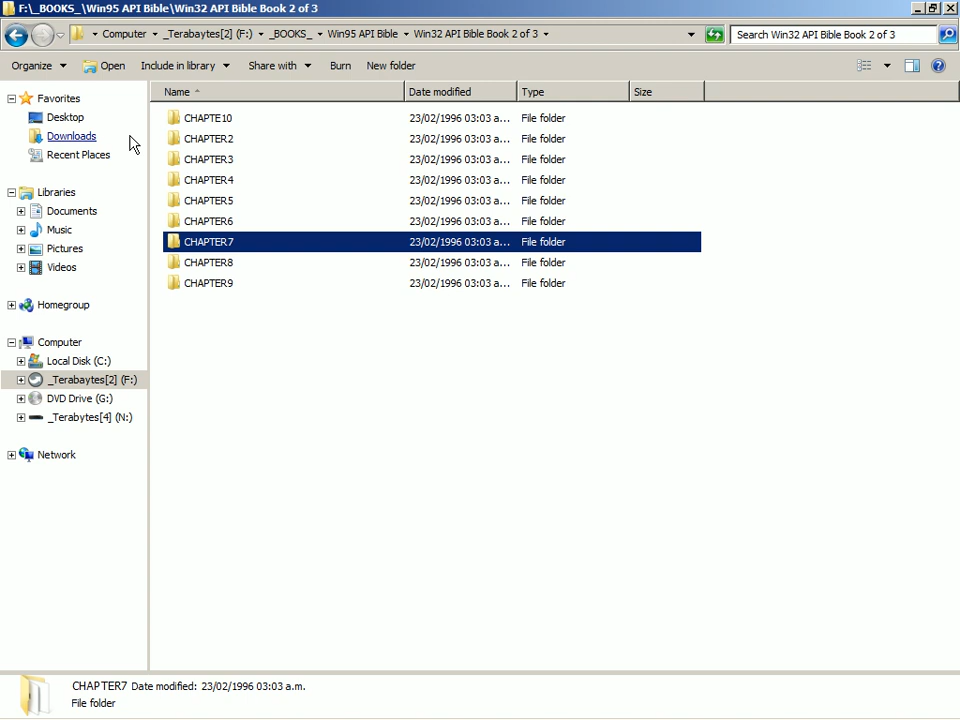 F:\_BOOKS_\Win95 API Bible\Win32 API Bible Book 2 of 3
Computer _Terabaytes[2] (F:) _BOOKS_ Win95 API Bible Win32 API Bible Book 2 of 3 Search Win32 API Bible Book 2 of 3
Organize Open Include in library Share with Burn New folder
Favorites
Desktop
Downloads
Recent Places
Libraries
Documents
Music
Pictures
Videos
Homegroup
Computer
Local Disk (C:)
_Terabaytes[2] (F:)
DVD Drive (G:)
_Terabytes[4] (N:)
Network
Name Date modified Type Size
CHAPTE10 23/02/1996 03:03 a... File folder
CHAPTER2 23/02/1996 03:03 a... File folder
CHAPTER3 23/02/1996 03:03 a... File folder
CHAPTER4 23/02/1996 03:03 a... File folder
CHAPTER5 23/02/1996 03:03 a... File folder
CHAPTER6 23/02/1996 03:03 a... File folder
CHAPTER7 23/02/1996 03:03 a... File folder
CHAPTER8 23/02/1996 03:03 a... File folder
CHAPTER9 23/02/1996 03:03 a... File folder
CHAPTER7 Date modified: 23/02/1996 03:03 a.m.
File folder